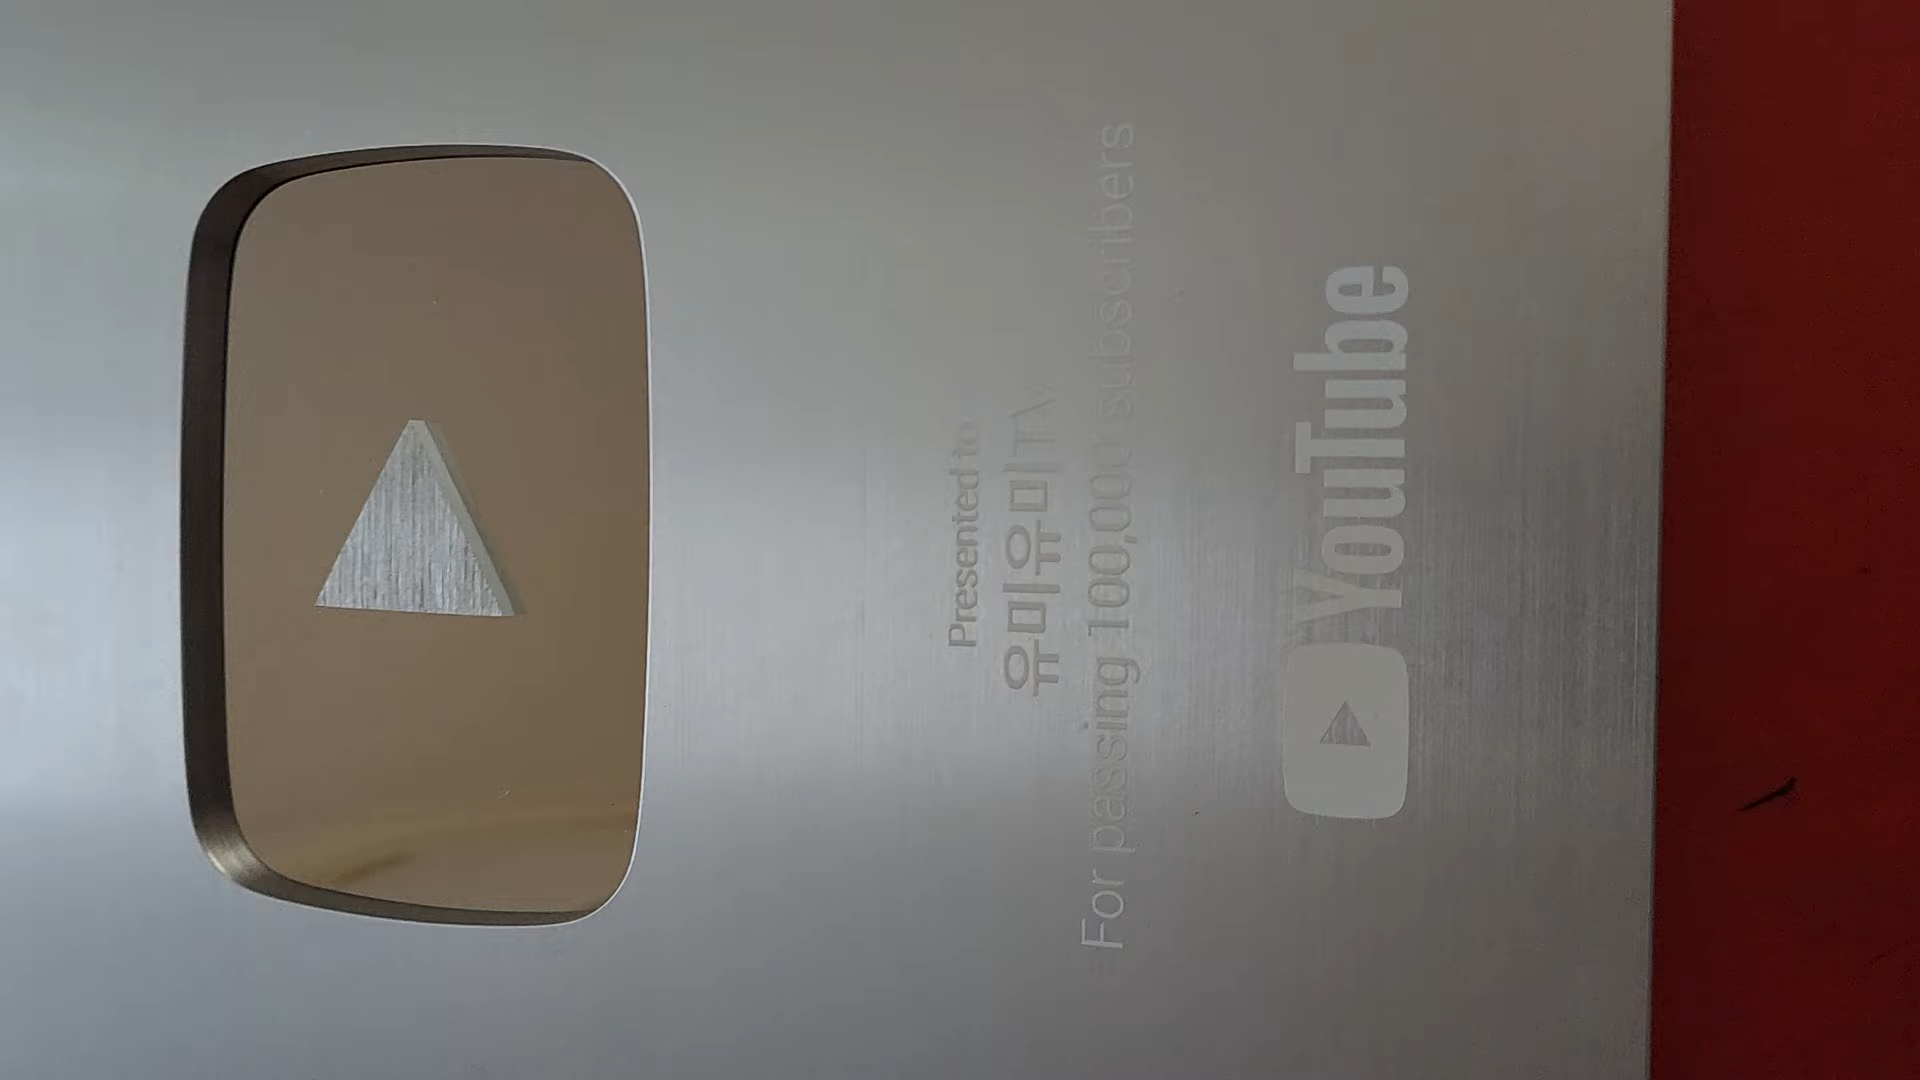 Presented to
유미유미TV
For passing 100,000 subscribers
YouTube